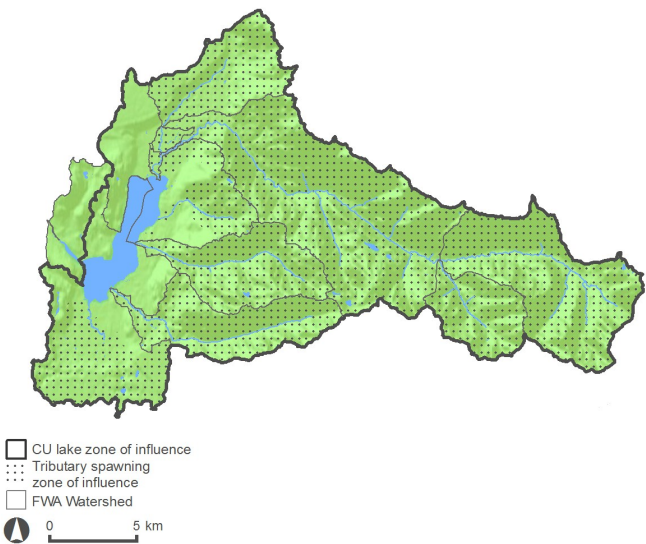 CU lake zone of influence
Tributary spawning
zone of influence
FWA Watershed
0 5 km